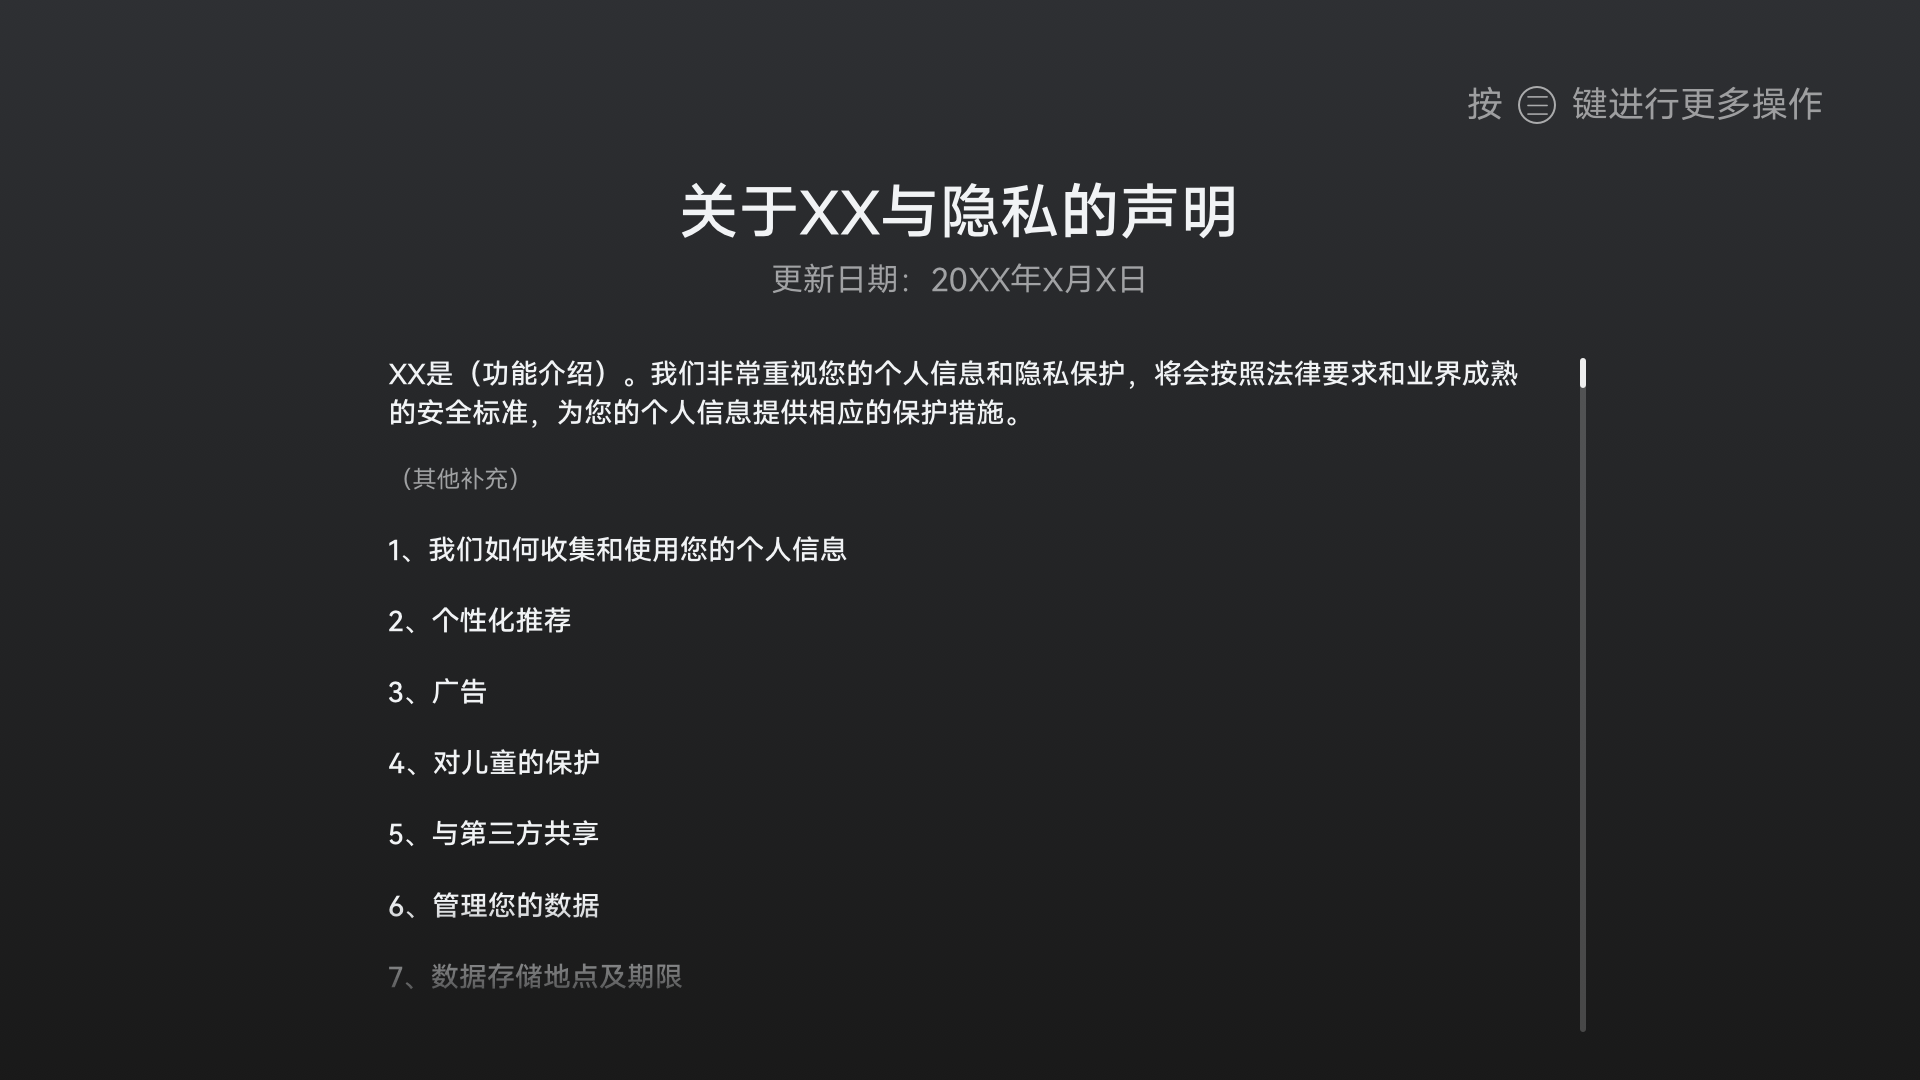 按 ☰ 键进行更多操作
关于XX与隐私的声明
更新日期：20XX年X月X日
XX是（功能介绍）。我们非常重视您的个人信息和隐私保护，将会按照法律要求和业界成熟
的安全标准，为您的个人信息提供相应的保护措施。
（其他补充）
1、我们如何收集和使用您的个人信息
2、个性化推荐
3、广告
4、对儿童的保护
5、与第三方共享
6、管理您的数据
7、数据存储地点及期限